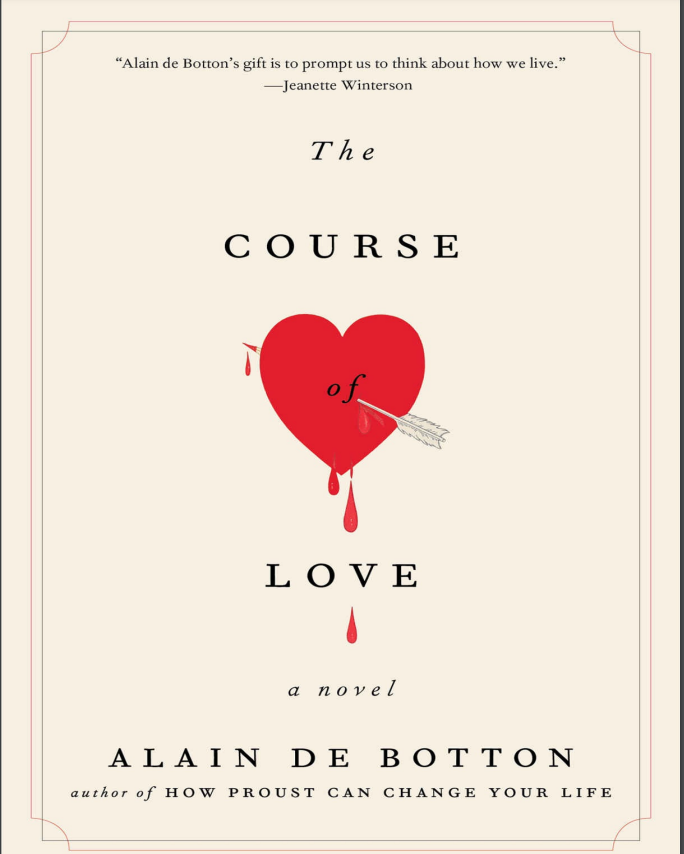 “Alain de Botton’s gift is to prompt us to think about how we live.”
—Jeanette Winterson
The
COURSE
of
LOVE
a novel
ALAIN DE BOTTON
author of HOW PROUST CAN CHANGE YOUR LIFE